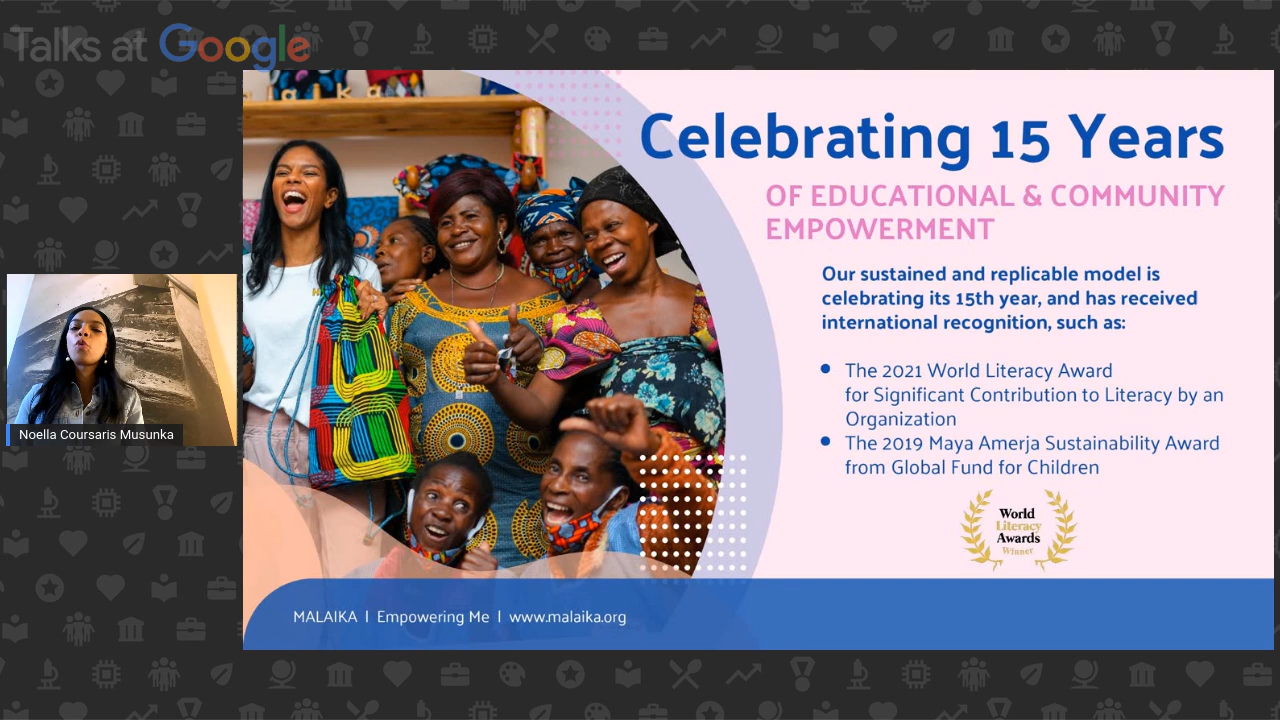 Talks at Google
a i a k a
Celebrating 15 Years
OF EDUCATIONAL & COMMUNITY
EMPOWERMENT
Our sustained and replicable model is
celebrating its 15th year, and has received
international recognition, such as:
The 2021 World Literacy Award
for Significant Contribution to Literacy by an
Organization
The 2019 Maya Amerja Sustainability Award
from Global Fund for Children
World
Literacy
Awards
Winner
Noella Coursaris Musunka
MALAIKA I Empowering Me I www.malaika.org